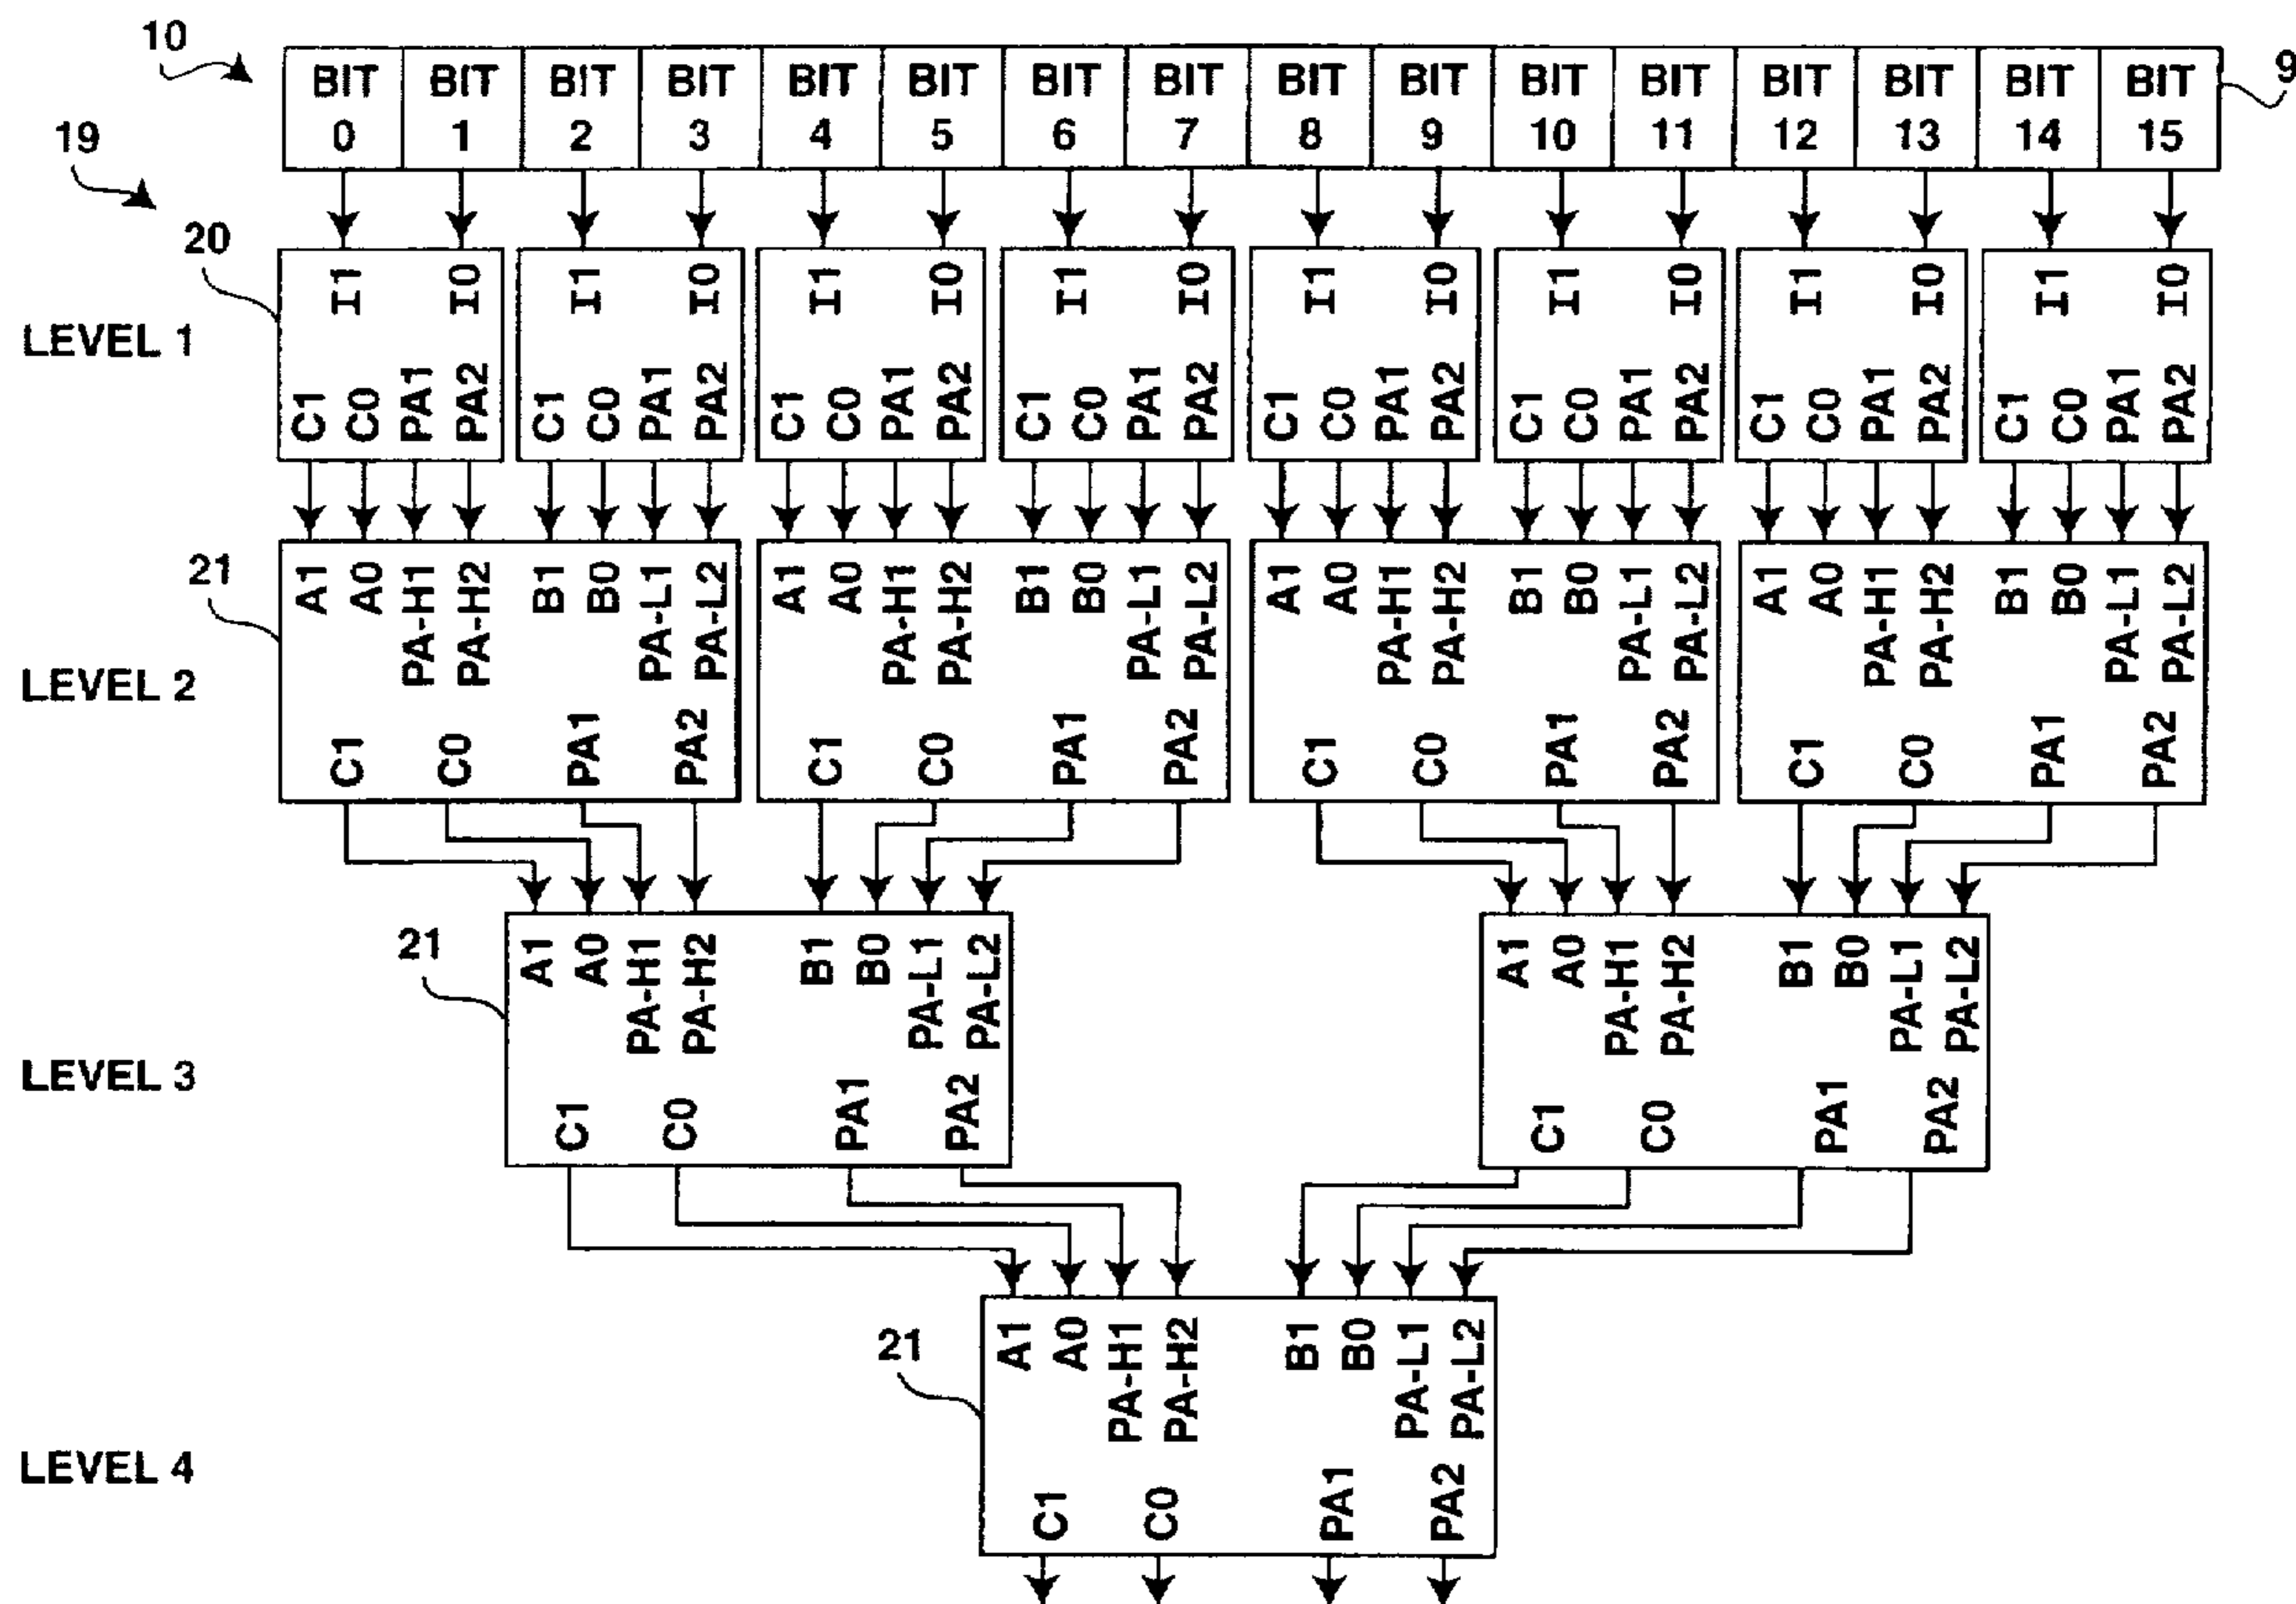 10
BIT 0 BIT 1 BIT 2 BIT 3 BIT 4 BIT 5 BIT 6 BIT 7 BIT 8 BIT 9 BIT 10 BIT 11 BIT 12 BIT 13 BIT 14 BIT 15
9
19
20
I1 I0 I1 I0 I1 I0 I1 I0 I1 I0 I1 I0 I1 I0 I1 I0
LEVEL 1
C1 C0 PA1 PA2 C1 C0 PA1 PA2 C1 C0 PA1 PA2 C1 C0 PA1 PA2 C1 C0 PA1 PA2 C1 C0 PA1 PA2 C1 C0 PA1 PA2 C1 C0 PA1 PA2
21
A1 A0 PA-H1 PA-H2 B1 B0 PA-L1 PA-L2 A1 A0 PA-H1 PA-H2 B1 B0 PA-L1 PA-L2 A1 A0 PA-H1 PA-H2 B1 B0 PA-L1 PA-L2 A1 A0 PA-H1 PA-H2 B1 B0 PA-L1 PA-L2
LEVEL 2
C1 C0 PA1 PA2 C1 C0 PA1 PA2 C1 C0 PA1 PA2 C1 C0 PA1 PA2
21
A1 A0 PA-H1 PA-H2 B1 B0 PA-L1 PA-L2 A1 A0 PA-H1 PA-H2 B1 B0 PA-L1 PA-L2
LEVEL 3
C1 C0 PA1 PA2 C1 C0 PA1 PA2
21
A1 A0 PA-H1 PA-H2 B1 B0 PA-L1 PA-L2
LEVEL 4
C1 C0 PA1 PA2